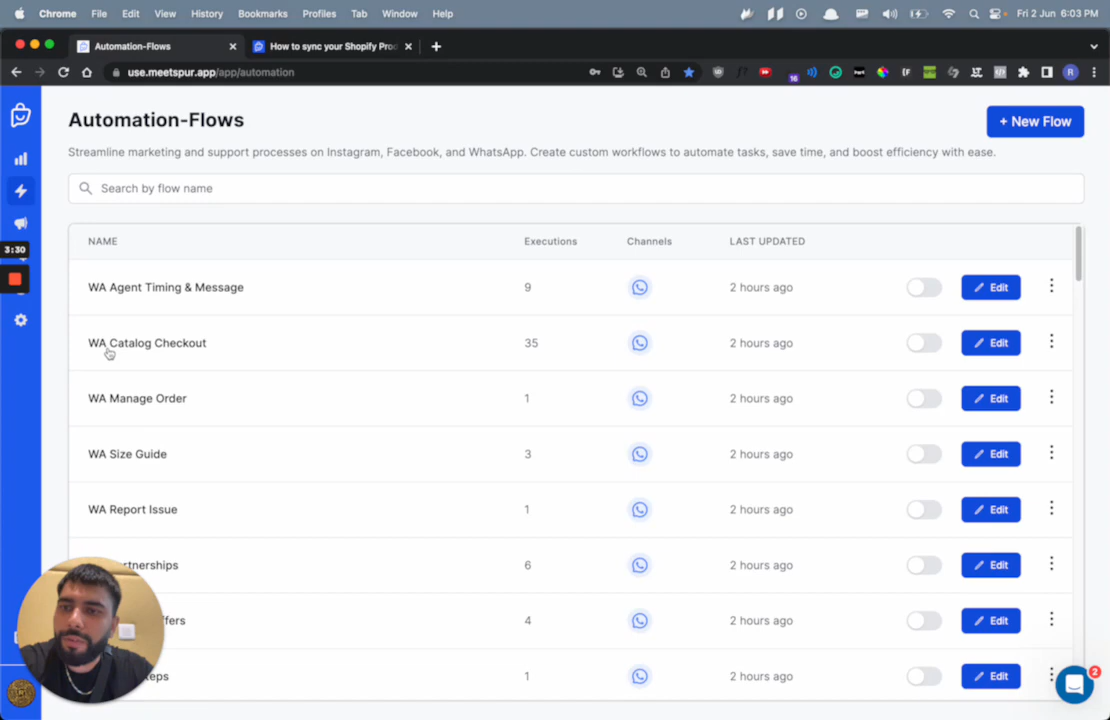 Chrome File Edit View History Bookmarks Profiles Tab Window Help Fri 2 Jun 6:03 PM
Automation-Flows How to sync your Shopify Pro
use.meetspur.app/app/automation
16
R
Automation-Flows
+ New Flow
Streamline marketing and support processes on Instagram, Facebook, and WhatsApp. Create custom workflows to automate tasks, save time, and boost efficiency with ease.
Search by flow name
3:30
NAME Executions Channels LAST UPDATED
WA Agent Timing & Message 9 2 hours ago Edit
WA Catalog Checkout 35 2 hours ago Edit
WA Manage Order 1 2 hours ago Edit
WA Size Guide 3 2 hours ago Edit
WA Report Issue 1 2 hours ago Edit
rtnerships 6 2 hours ago Edit
ffers 4 2 hours ago Edit
eps 1 2 hours ago Edit
2